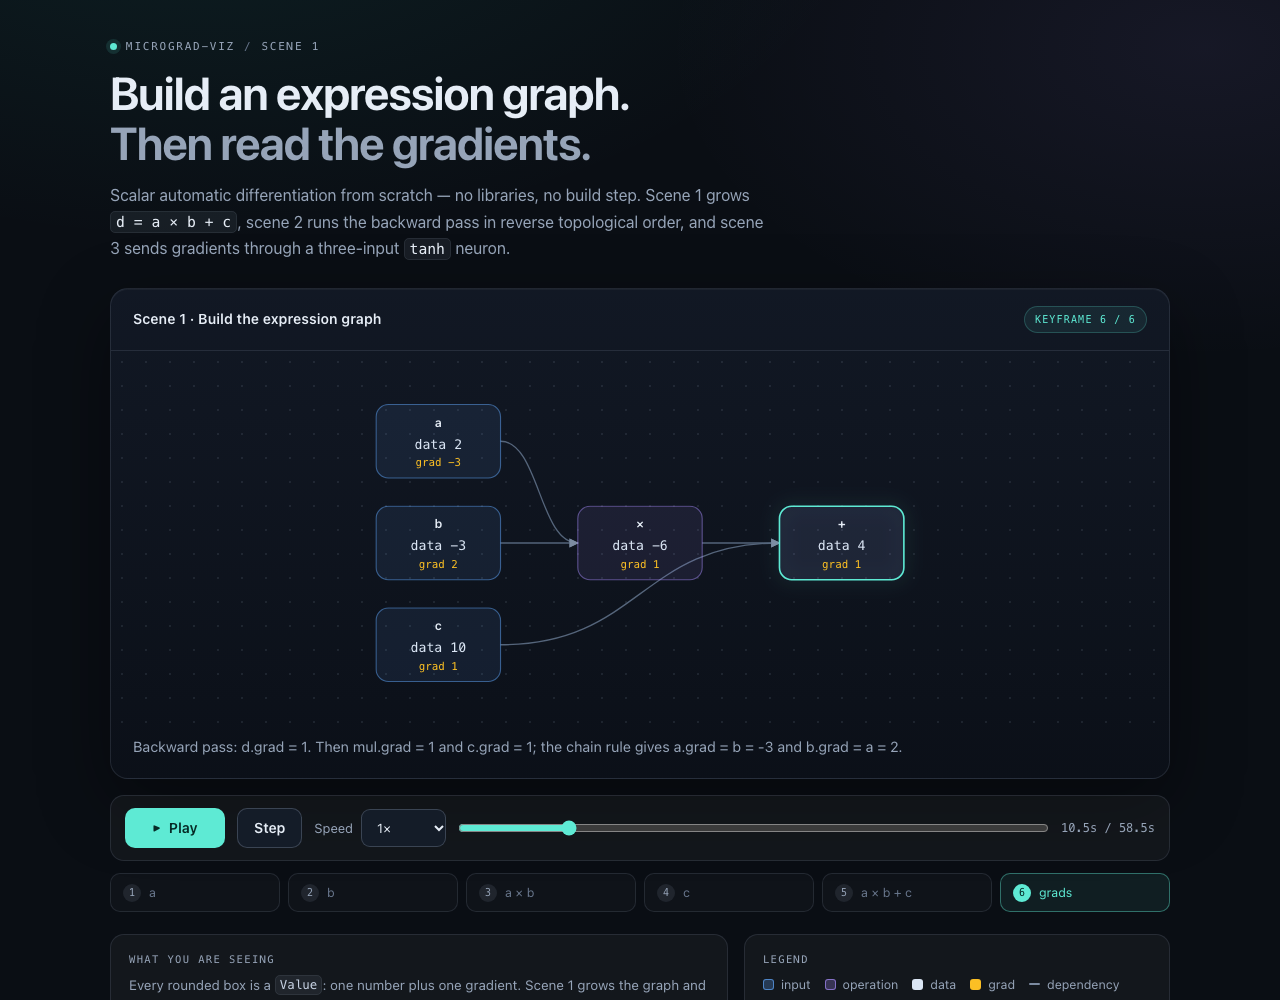 MICROGRAD-VIZ / SCENE 1
Build an expression graph.
Then read the gradients.
Scalar automatic differentiation from scratch — no libraries, no build step. Scene 1 grows
d = a × b + c, scene 2 runs the backward pass in reverse topological order, and scene
3 sends gradients through a three-input tanh neuron.
Scene 1 · Build the expression graph
KEYFRAME 6 / 6
a
data 2
grad −3
b
data −3
grad 2
×
data −6
grad 1
+
data 4
grad 1
c
data 10
grad 1
Backward pass: d.grad = 1. Then mul.grad = 1 and c.grad = 1; the chain rule gives a.grad = b = -3 and b.grad = a = 2.
► Play
Step
Speed
1×
10.5s / 58.5s
1 a
2 b
3 a × b
4 c
5 a × b + c
6 grads
WHAT YOU ARE SEEING
Every rounded box is a Value: one number plus one gradient. Scene 1 grows the graph and
LEGEND
input
operation
data
grad
dependency